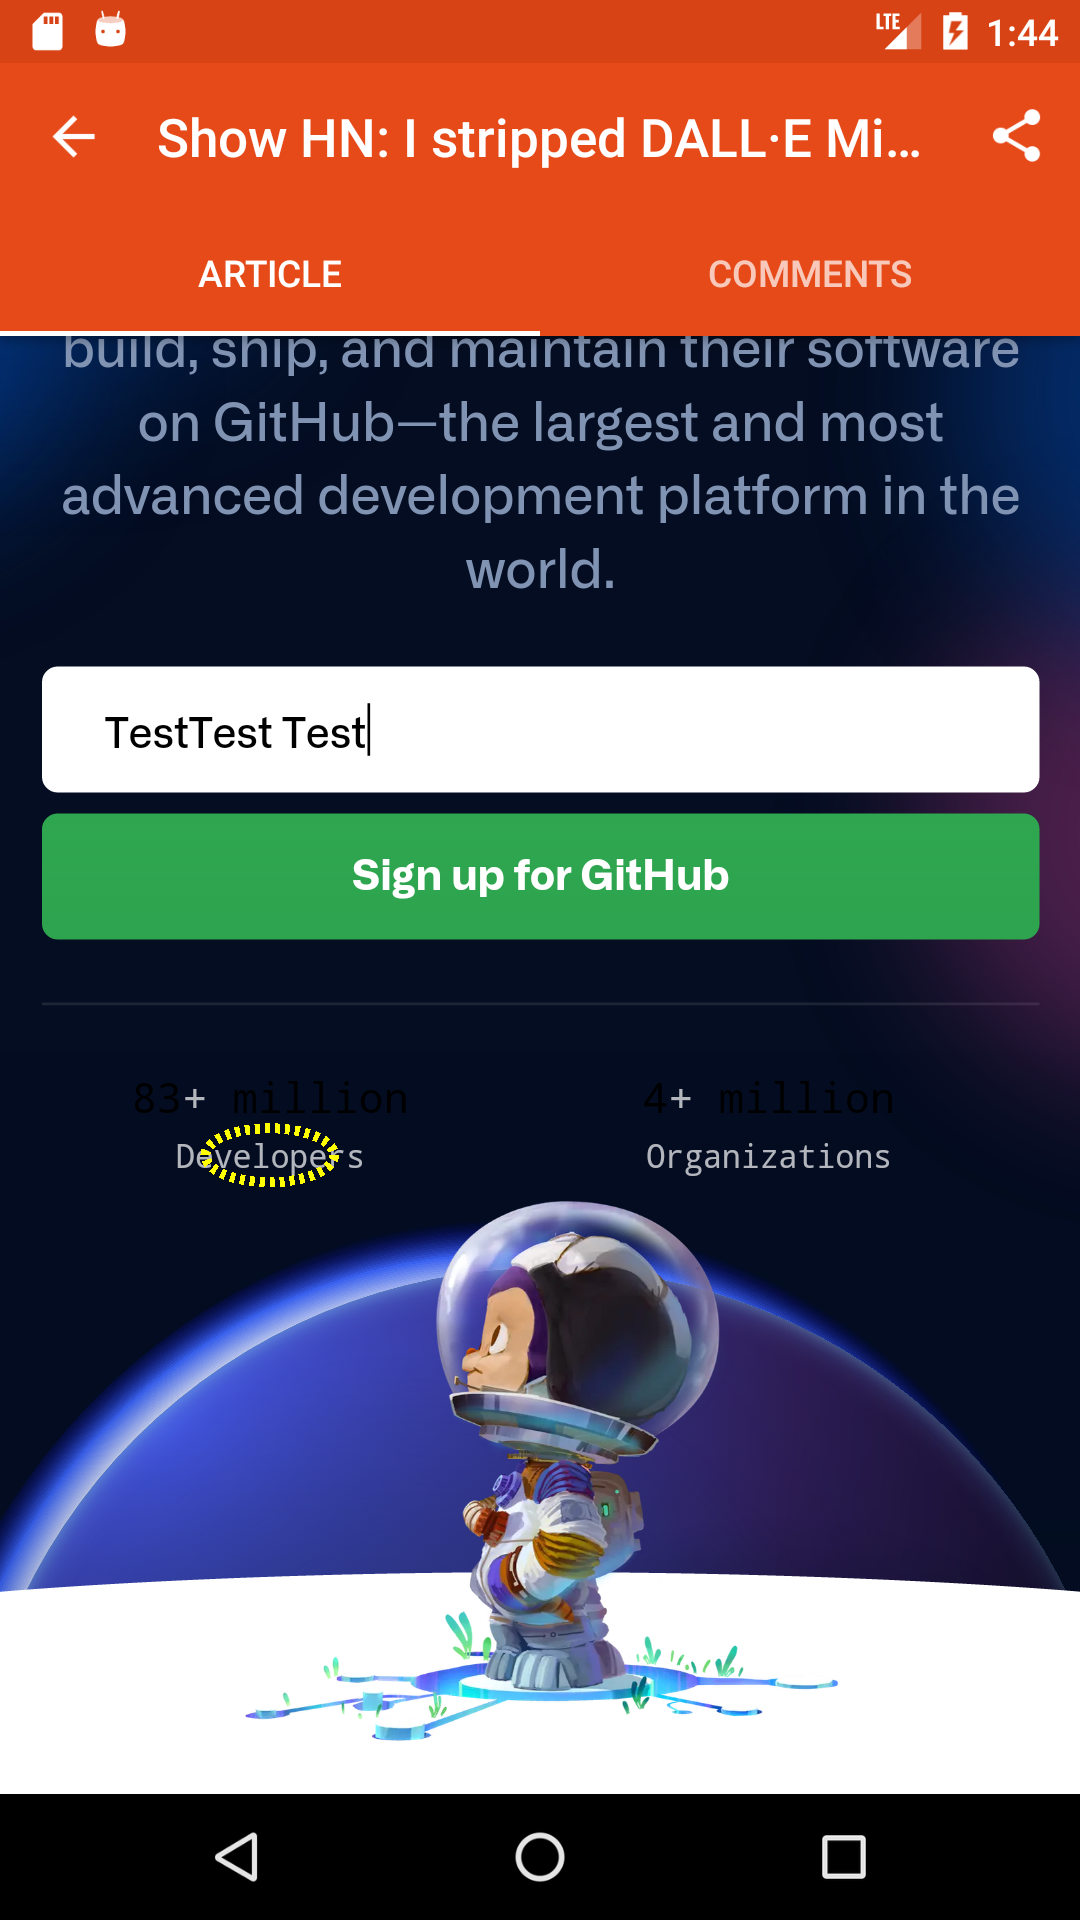 LTE 1:44
Show HN: I stripped DALL·E Mi...
ARTICLE COMMENTS
build, ship, and maintain their software
on GitHub—the largest and most
advanced development platform in the
world.
TestTest Test
Sign up for GitHub
83+ million 4+ million
Developers Organizations